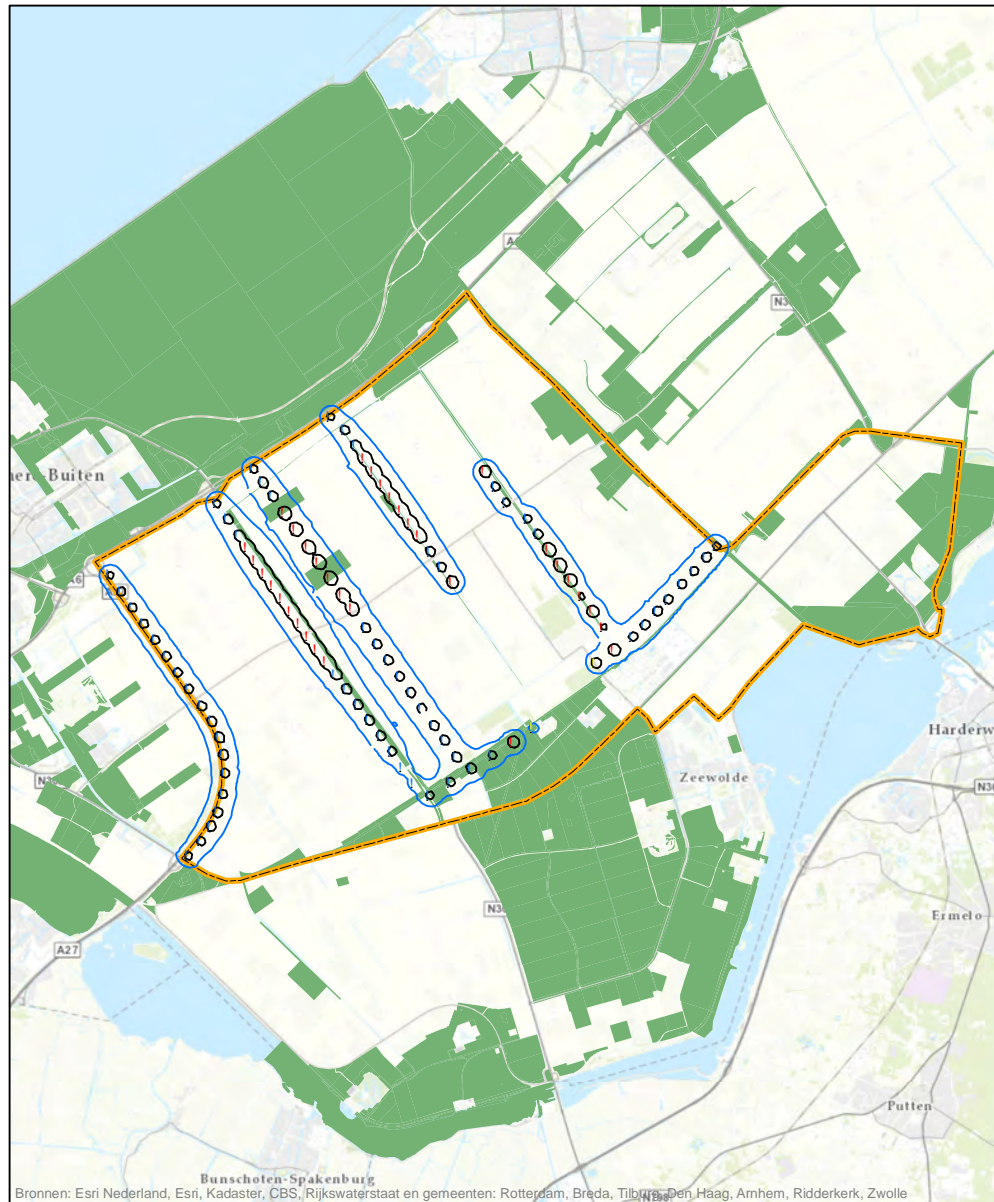 N30
ner Buiten
A6
Harderw
Zeewolde
N30
Ermelo
A27
Putten
Bunschoten-Spakenburg
Bronnen: Esri Nederland, Esri, Kadaster, CBS, Rijkswaterstaat en gemeenten: Rotterdam, Breda, Tilburg, Den Haag, Arnhem, Ridderkerk, Zwolle